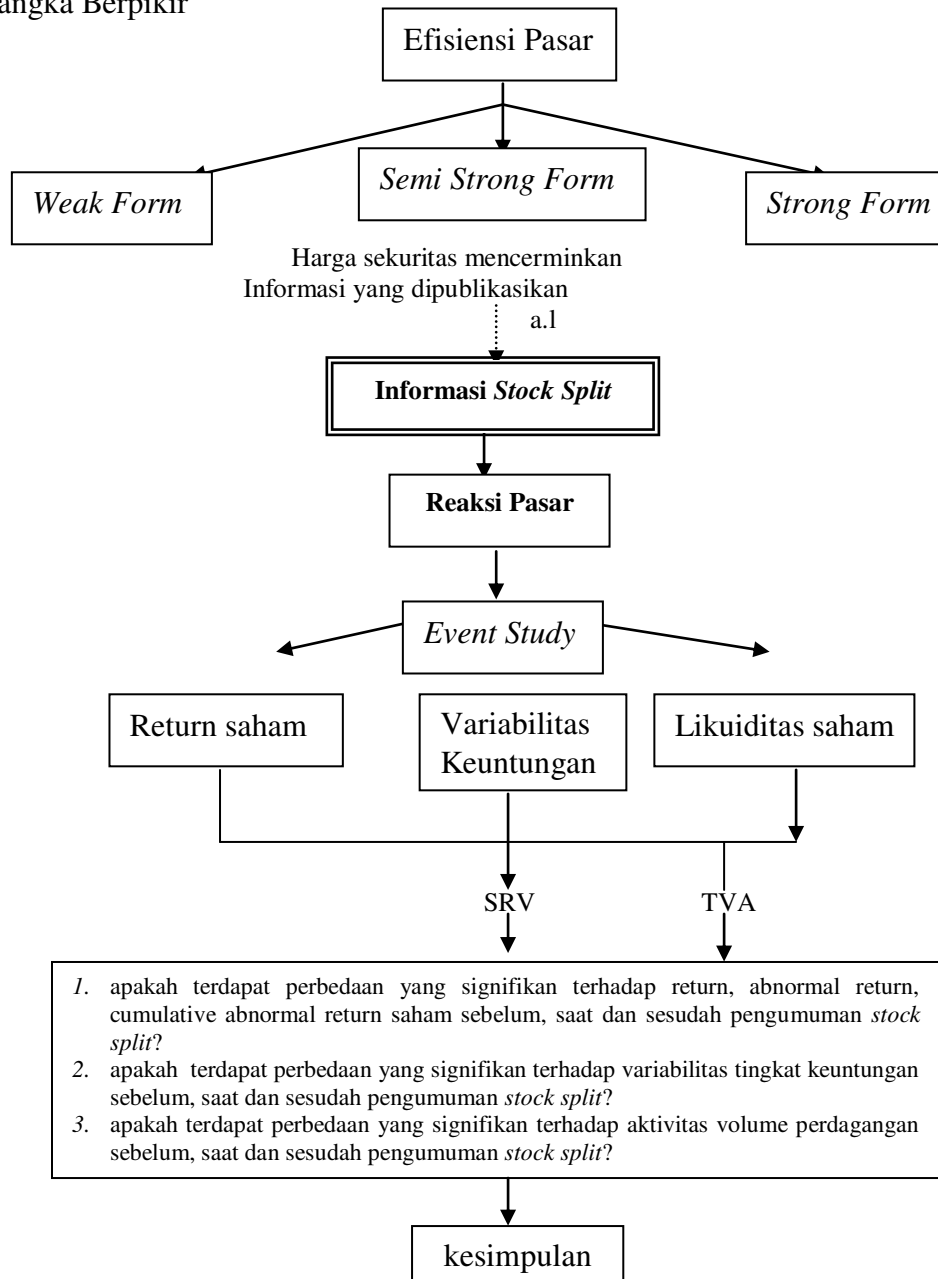 angka Berpikir
Efisiensi Pasar
Weak Form
Semi Strong Form
Strong Form
Harga sekuritas mencerminkan
Informasi yang dipublikasikan
a.l
Informasi Stock Split
Reaksi Pasar
Event Study
Return saham
Variabilitas
Keuntungan
Likuiditas saham
SRV
TVA
1. apakah terdapat perbedaan yang signifikan terhadap return, abnormal return,
cumulative abnormal return saham sebelum, saat dan sesudah pengumuman stock
split?
2. apakah terdapat perbedaan yang signifikan terhadap variabilitas tingkat keuntungan
sebelum, saat dan sesudah pengumuman stock split?
3. apakah terdapat perbedaan yang signifikan terhadap aktivitas volume perdagangan
sebelum, saat dan sesudah pengumuman stock split?
kesimpulan